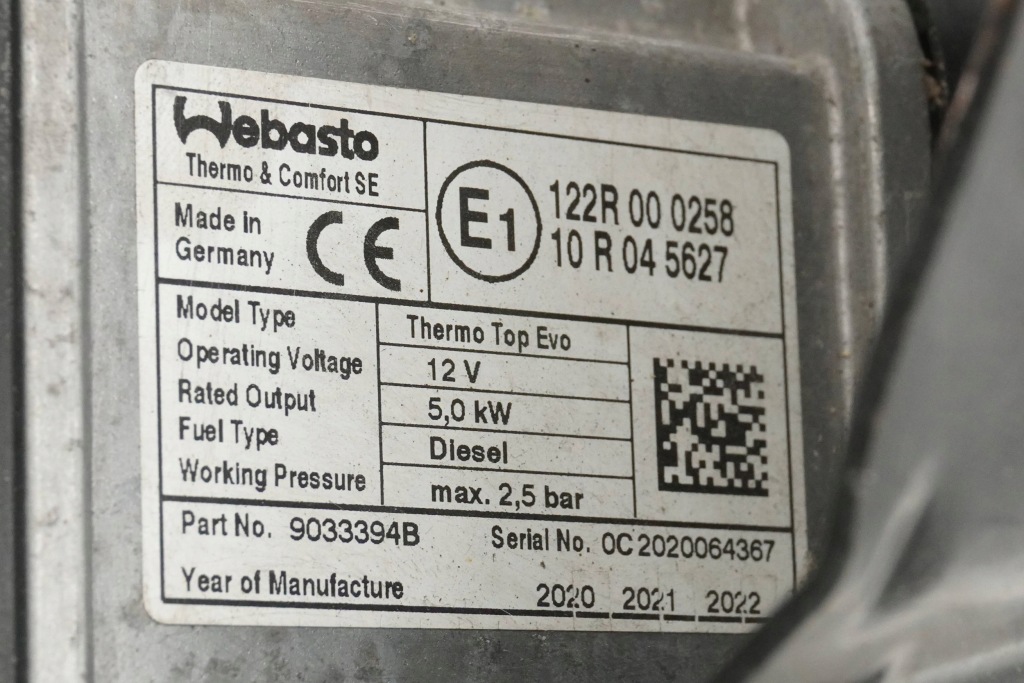 Webasto
Thermo & Comfort SE
Made in
Germany
CE
E1
122R 00 0258
10 R 04 5627
Model Type Thermo Top Evo
Operating Voltage 12 V
Rated Output 5,0 kW
Fuel Type Diesel
Working Pressure max. 2,5 bar
Part No. 9033394B Serial No. 0C2020064367
Year of Manufacture 2020 2021 2022